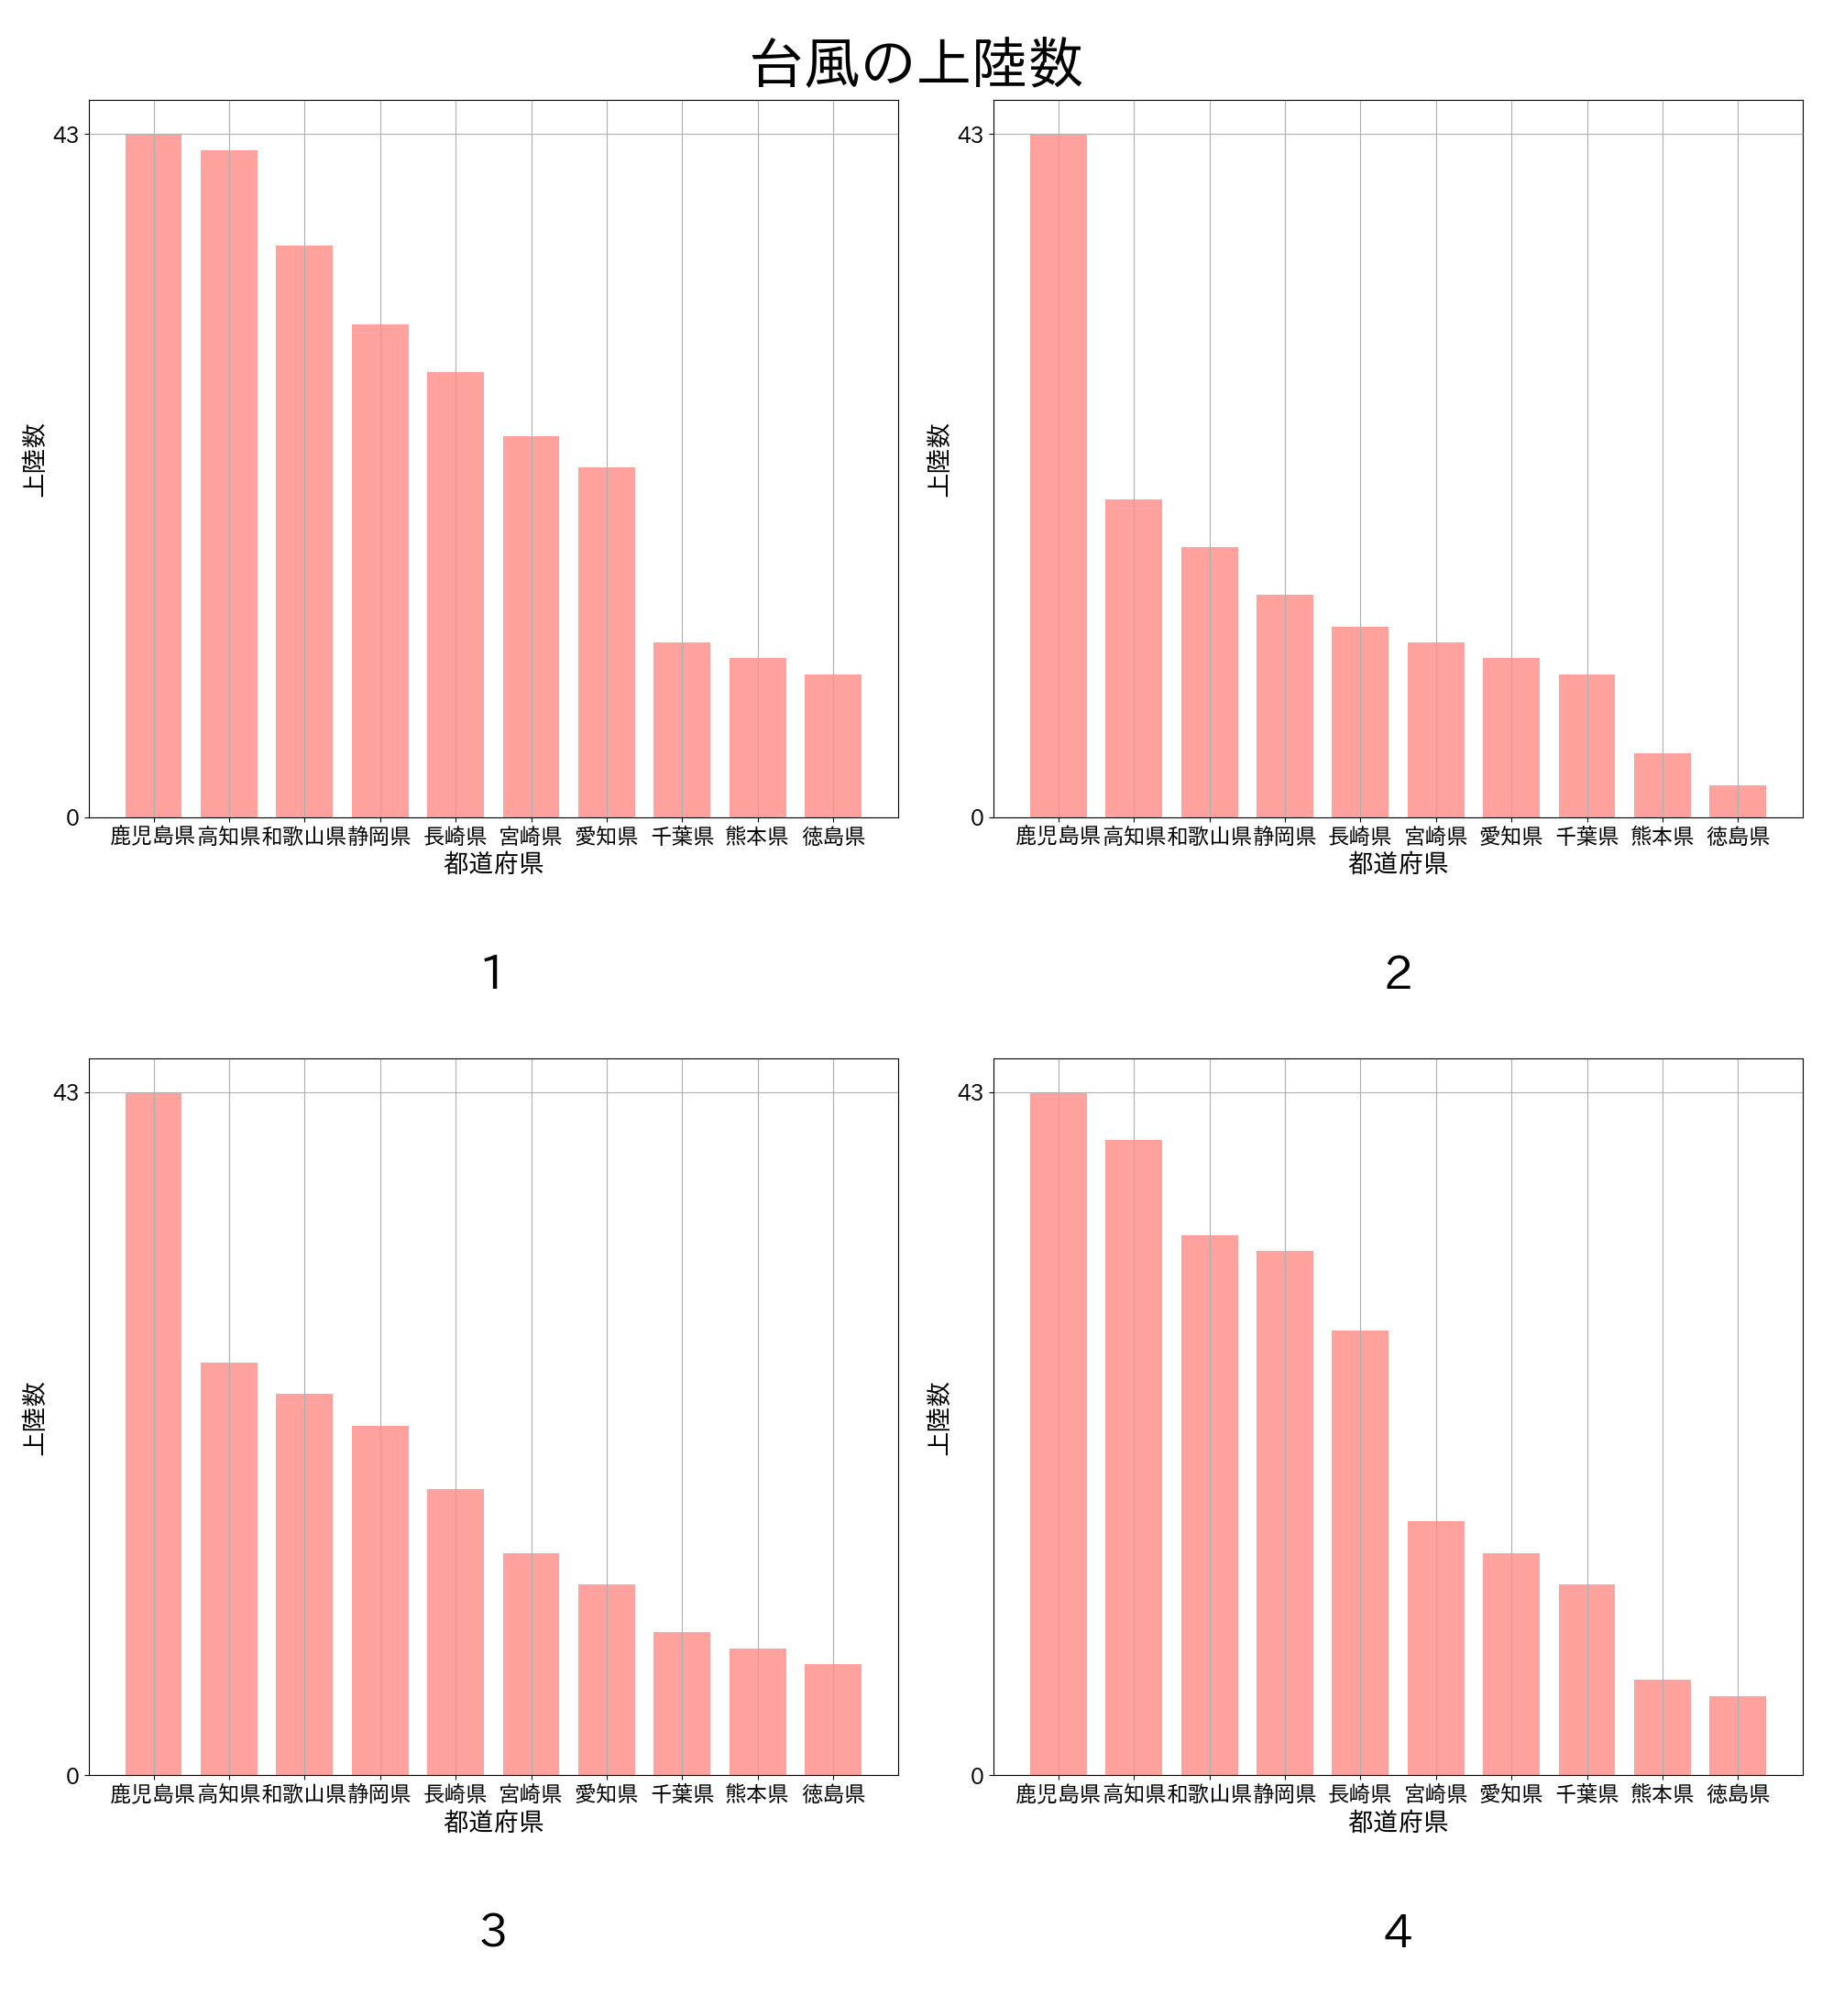 台風の上陸数
43
0
上陸数
鹿児島県 高知県 和歌山県 静岡県 長崎県 宮崎県 愛知県 千葉県 熊本県 徳島県
都道府県
1
43
0
上陸数
鹿児島県 高知県 和歌山県 静岡県 長崎県 宮崎県 愛知県 千葉県 熊本県 徳島県
都道府県
2
43
0
上陸数
鹿児島県 高知県 和歌山県 静岡県 長崎県 宮崎県 愛知県 千葉県 熊本県 徳島県
都道府県
3
43
0
上陸数
鹿児島県 高知県 和歌山県 静岡県 長崎県 宮崎県 愛知県 千葉県 熊本県 徳島県
都道府県
4